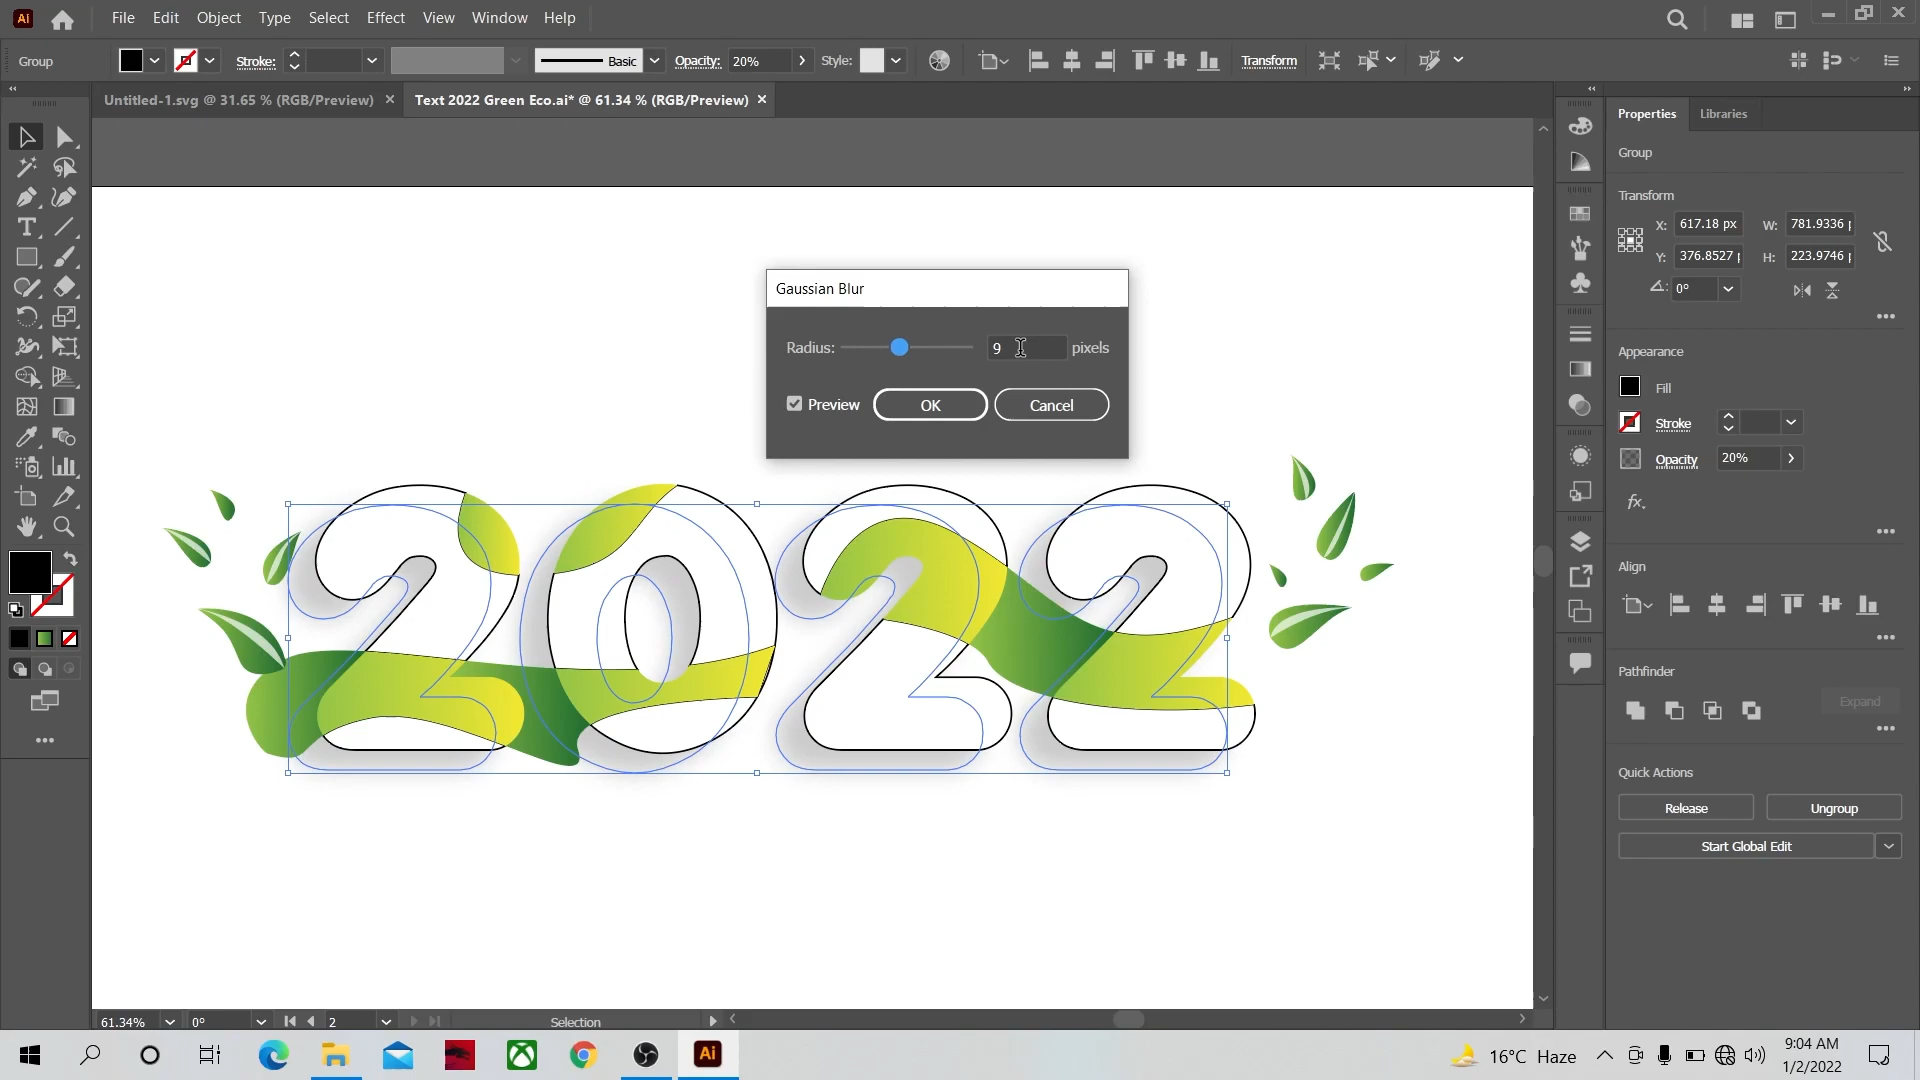 Ai File Edit Object Type Select Effect View Window Help
Group Stroke: Basic Opacity: 20% Style: Transform
Untitled-1.svg @ 31.65 % (RGB/Preview) × Text 2022 Green Eco.ai* @ 61.34 % (RGB/Preview) ×
Properties Libraries
Group
Transform
X: 617.18 px W: 781.9336
Y: 376.8527 H: 223.9746
0°
Appearance
Fill
Stroke
Opacity 20%
fx.
Align
Pathfinder
Expand
Quick Actions
Release Ungroup
Start Global Edit
Gaussian Blur
Radius: 9 pixels
Preview OK Cancel
2022
61.34% 0° 2 Selection
Ai 16°C Haze 9:04 AM
1/2/2022